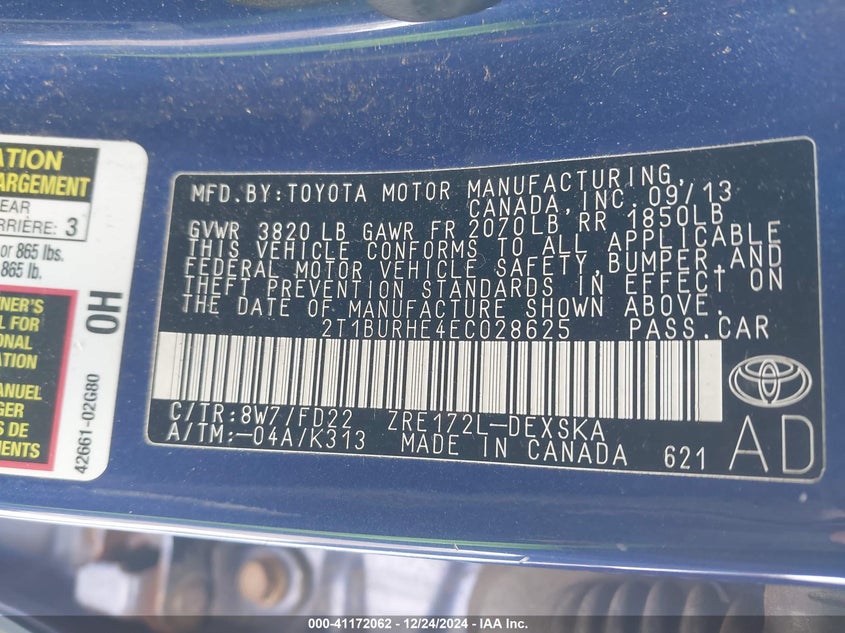 ATION
ARGEMENT
EAR
ARRIÈRE: 3
or 865 lbs.
865 lb.
NER'S
L FOR
ONAL
ATION
ANUEL
GER
DE
EMENTS
OH
42661-02G80
MFD.BY:TOYOTA MOTOR MANUFACTURING,
CANADA, INC. 09/13
GVWR 3820 LB GAWR FR 2070LB RR 1850LB
THIS VEHICLE CONFORMS TO ALL APPLICABLE
FEDERAL MOTOR VEHICLE SAFETY,BUMPER,AND
THEFT PREVENTION STANDARDS IN EFFECT ON
THE DATE OF MANUFACTURE SHOWN ABOVE.
2T1BURHE4EC028625 PASS.CAR
C/TR:8W7/FD22 ZRE172L-DEXSKA
A/TM:-04A/K313 MADE IN CANADA 621
AD
000-41172062 - 12/24/2024 - IAA, Inc.